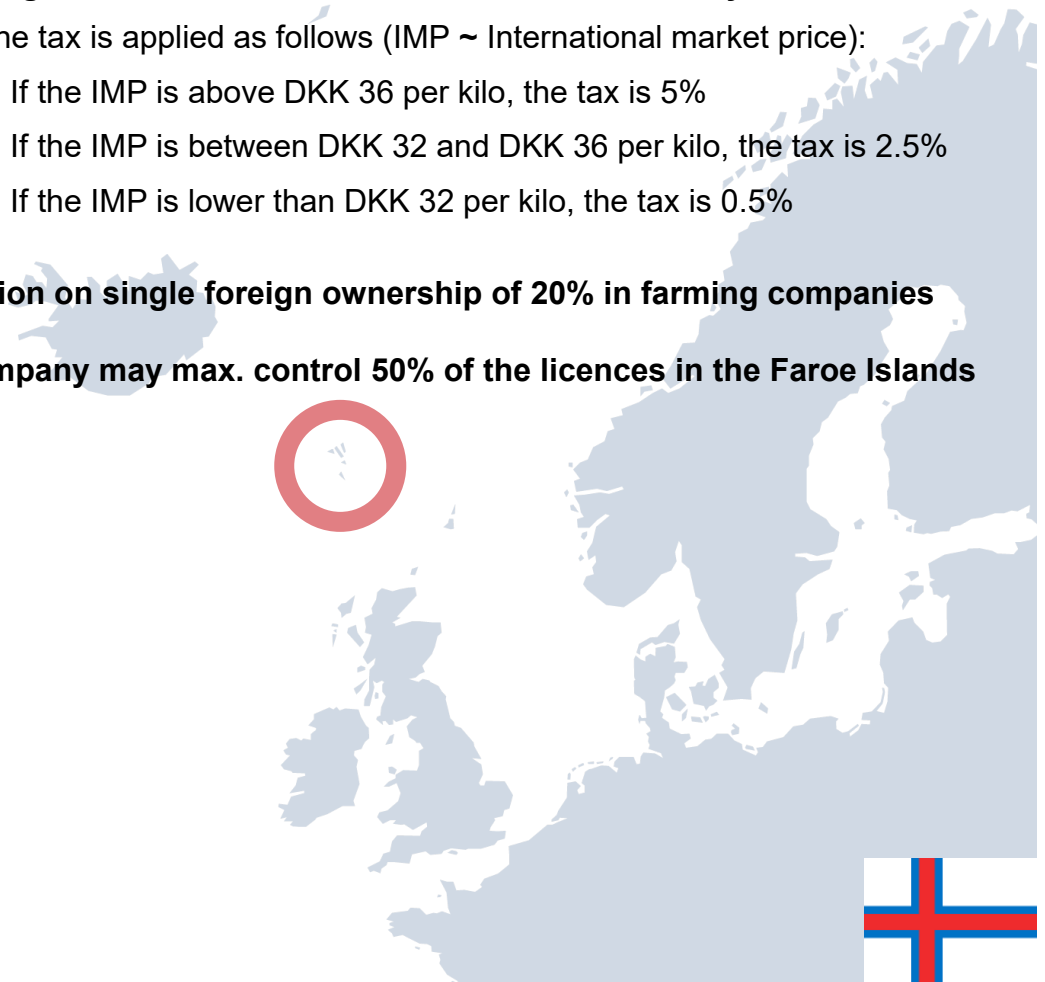 he tax is applied as follows (IMP ~ International market price):
If the IMP is above DKK 36 per kilo, the tax is 5%
If the IMP is between DKK 32 and DKK 36 per kilo, the tax is 2.5%
If the IMP is lower than DKK 32 per kilo, the tax is 0.5%
ion on single foreign ownership of 20% in farming companies
mpany may max. control 50% of the licences in the Faroe Islands